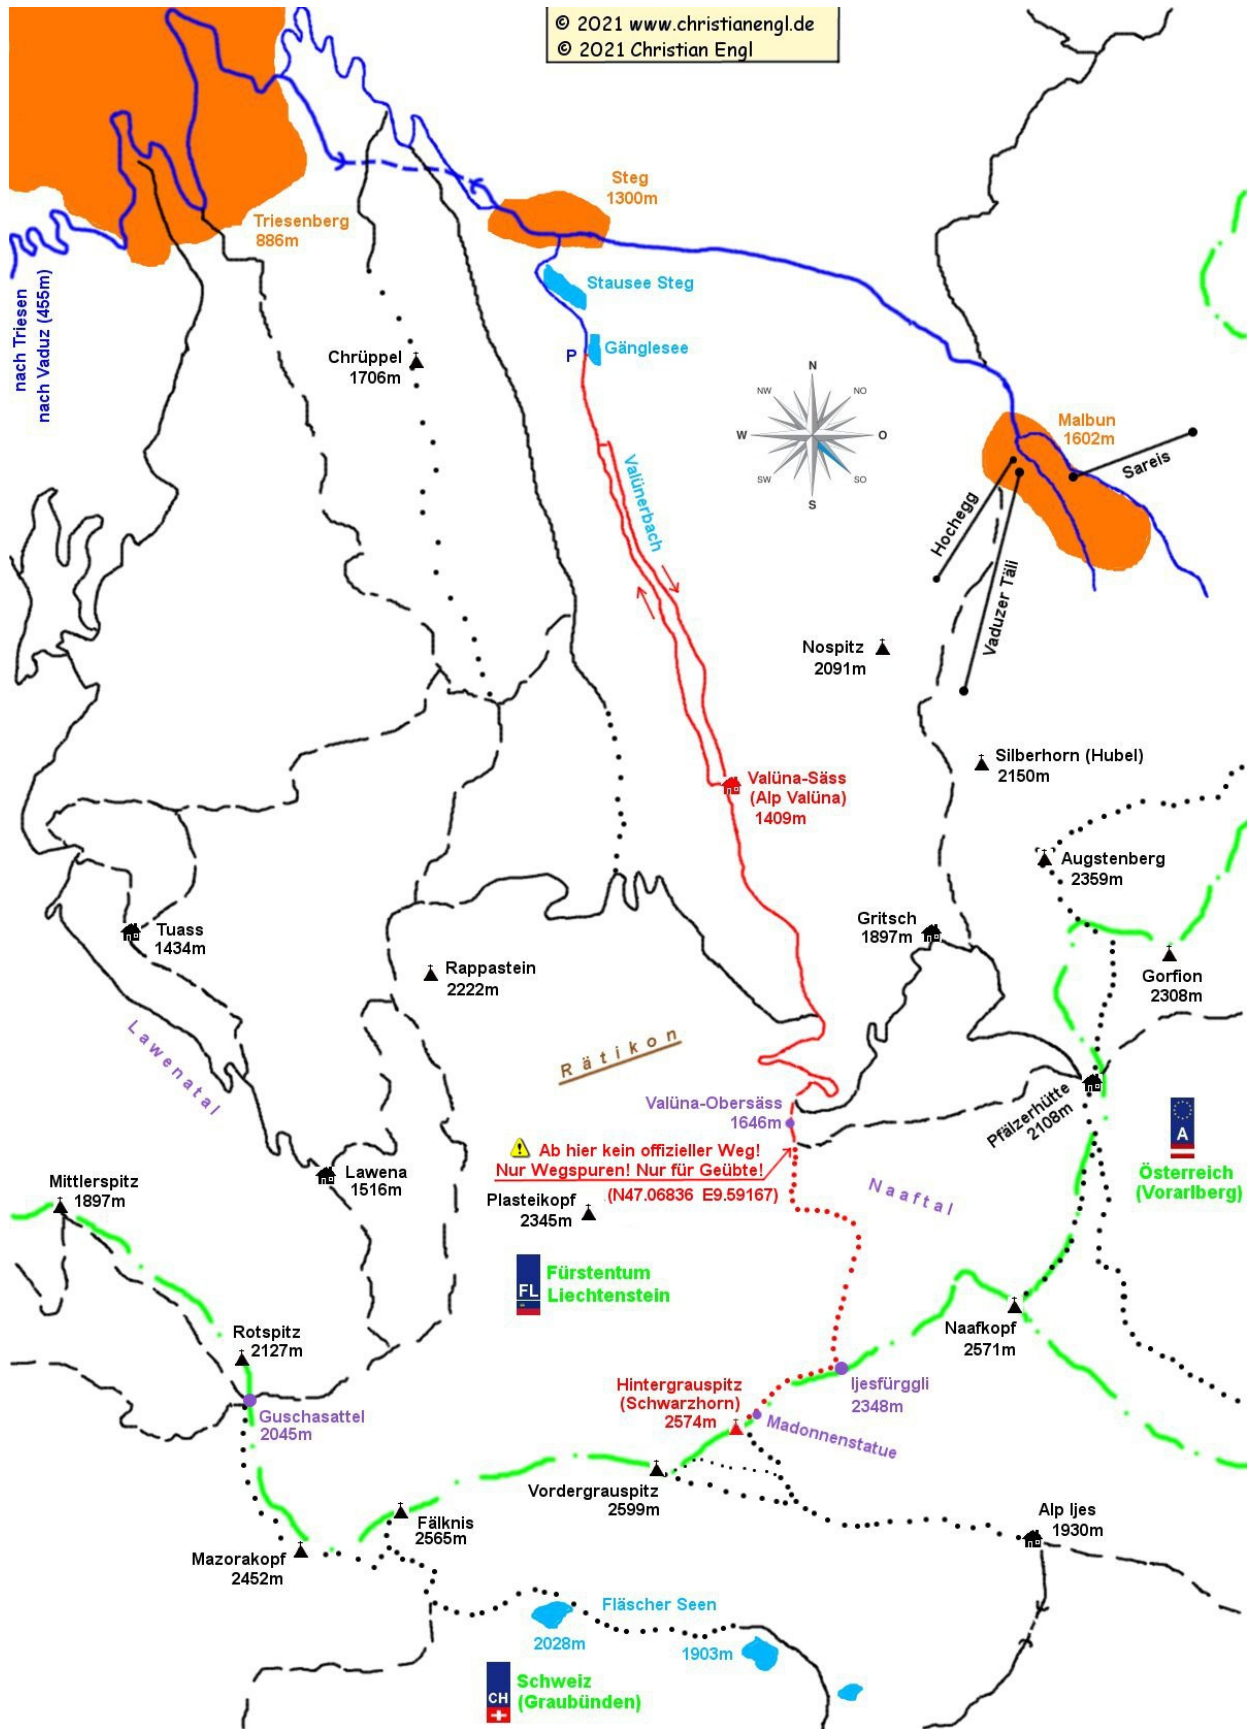 © 2021 www.christianengl.de
© 2021 Christian Engl
Steg
1300m
Triesenberg
886m
nach Triesen
nach Vaduz (455m)
Stausee Steg
Gänglesee
P
Chrüppel
1706m
N
NW
NO
W
O
SW
SO
S
Malbun
1602m
Sareis
Hochegg
Vaduzer Täli
Valünerbach
Nospitz
2091m
Silberhorn (Hubel)
2150m
Valüna-Säss
(Alp Valüna)
1409m
Augstenberg
2359m
Gritsch
1897m
Tuass
1434m
Rappastein
2222m
Gorfion
2308m
Lawenatal
Rätikon
Valüna-Obersäss
1646m
Pfälzerhütte
2108m
A
Österreich
(Vorarlberg)
Ab hier kein offizieller Weg!
Nur Wegspuren! Nur für Geübte!
(N47.06836 E9.59167)
Naaftal
Lawena
1516m
Mittlerspitz
1897m
Plasteikopf
2345m
FL
Fürstentum
Liechtenstein
Rotspitz
2127m
Naafkopf
2571m
Guschasattel
2045m
Hintergrauspitz
(Schwarzhorn)
2574m
Ijesfürggli
2348m
Madonnenstatue
Vordergrauspitz
2599m
Fälknis
2565m
Alp Ijes
1930m
Mazorakopf
2452m
Fläscher Seen
2028m
1903m
CH
Schweiz
(Graubünden)